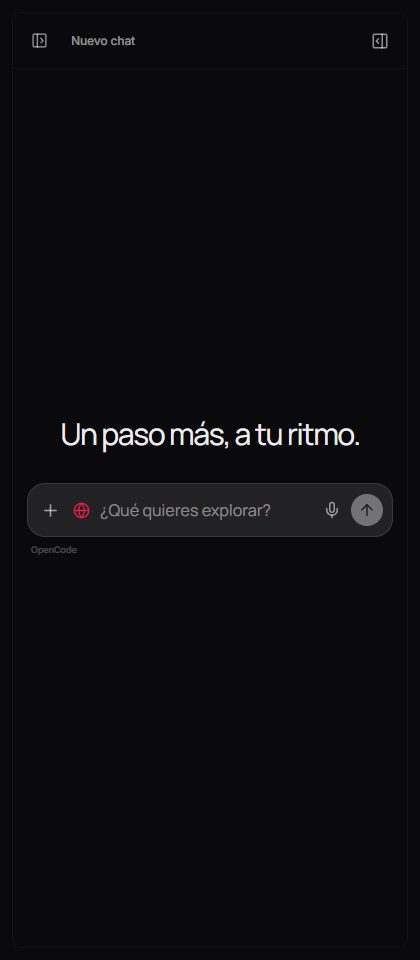 Nuevo chat
Un paso más, a tu ritmo.
¿Qué quieres explorar?
OpenCode